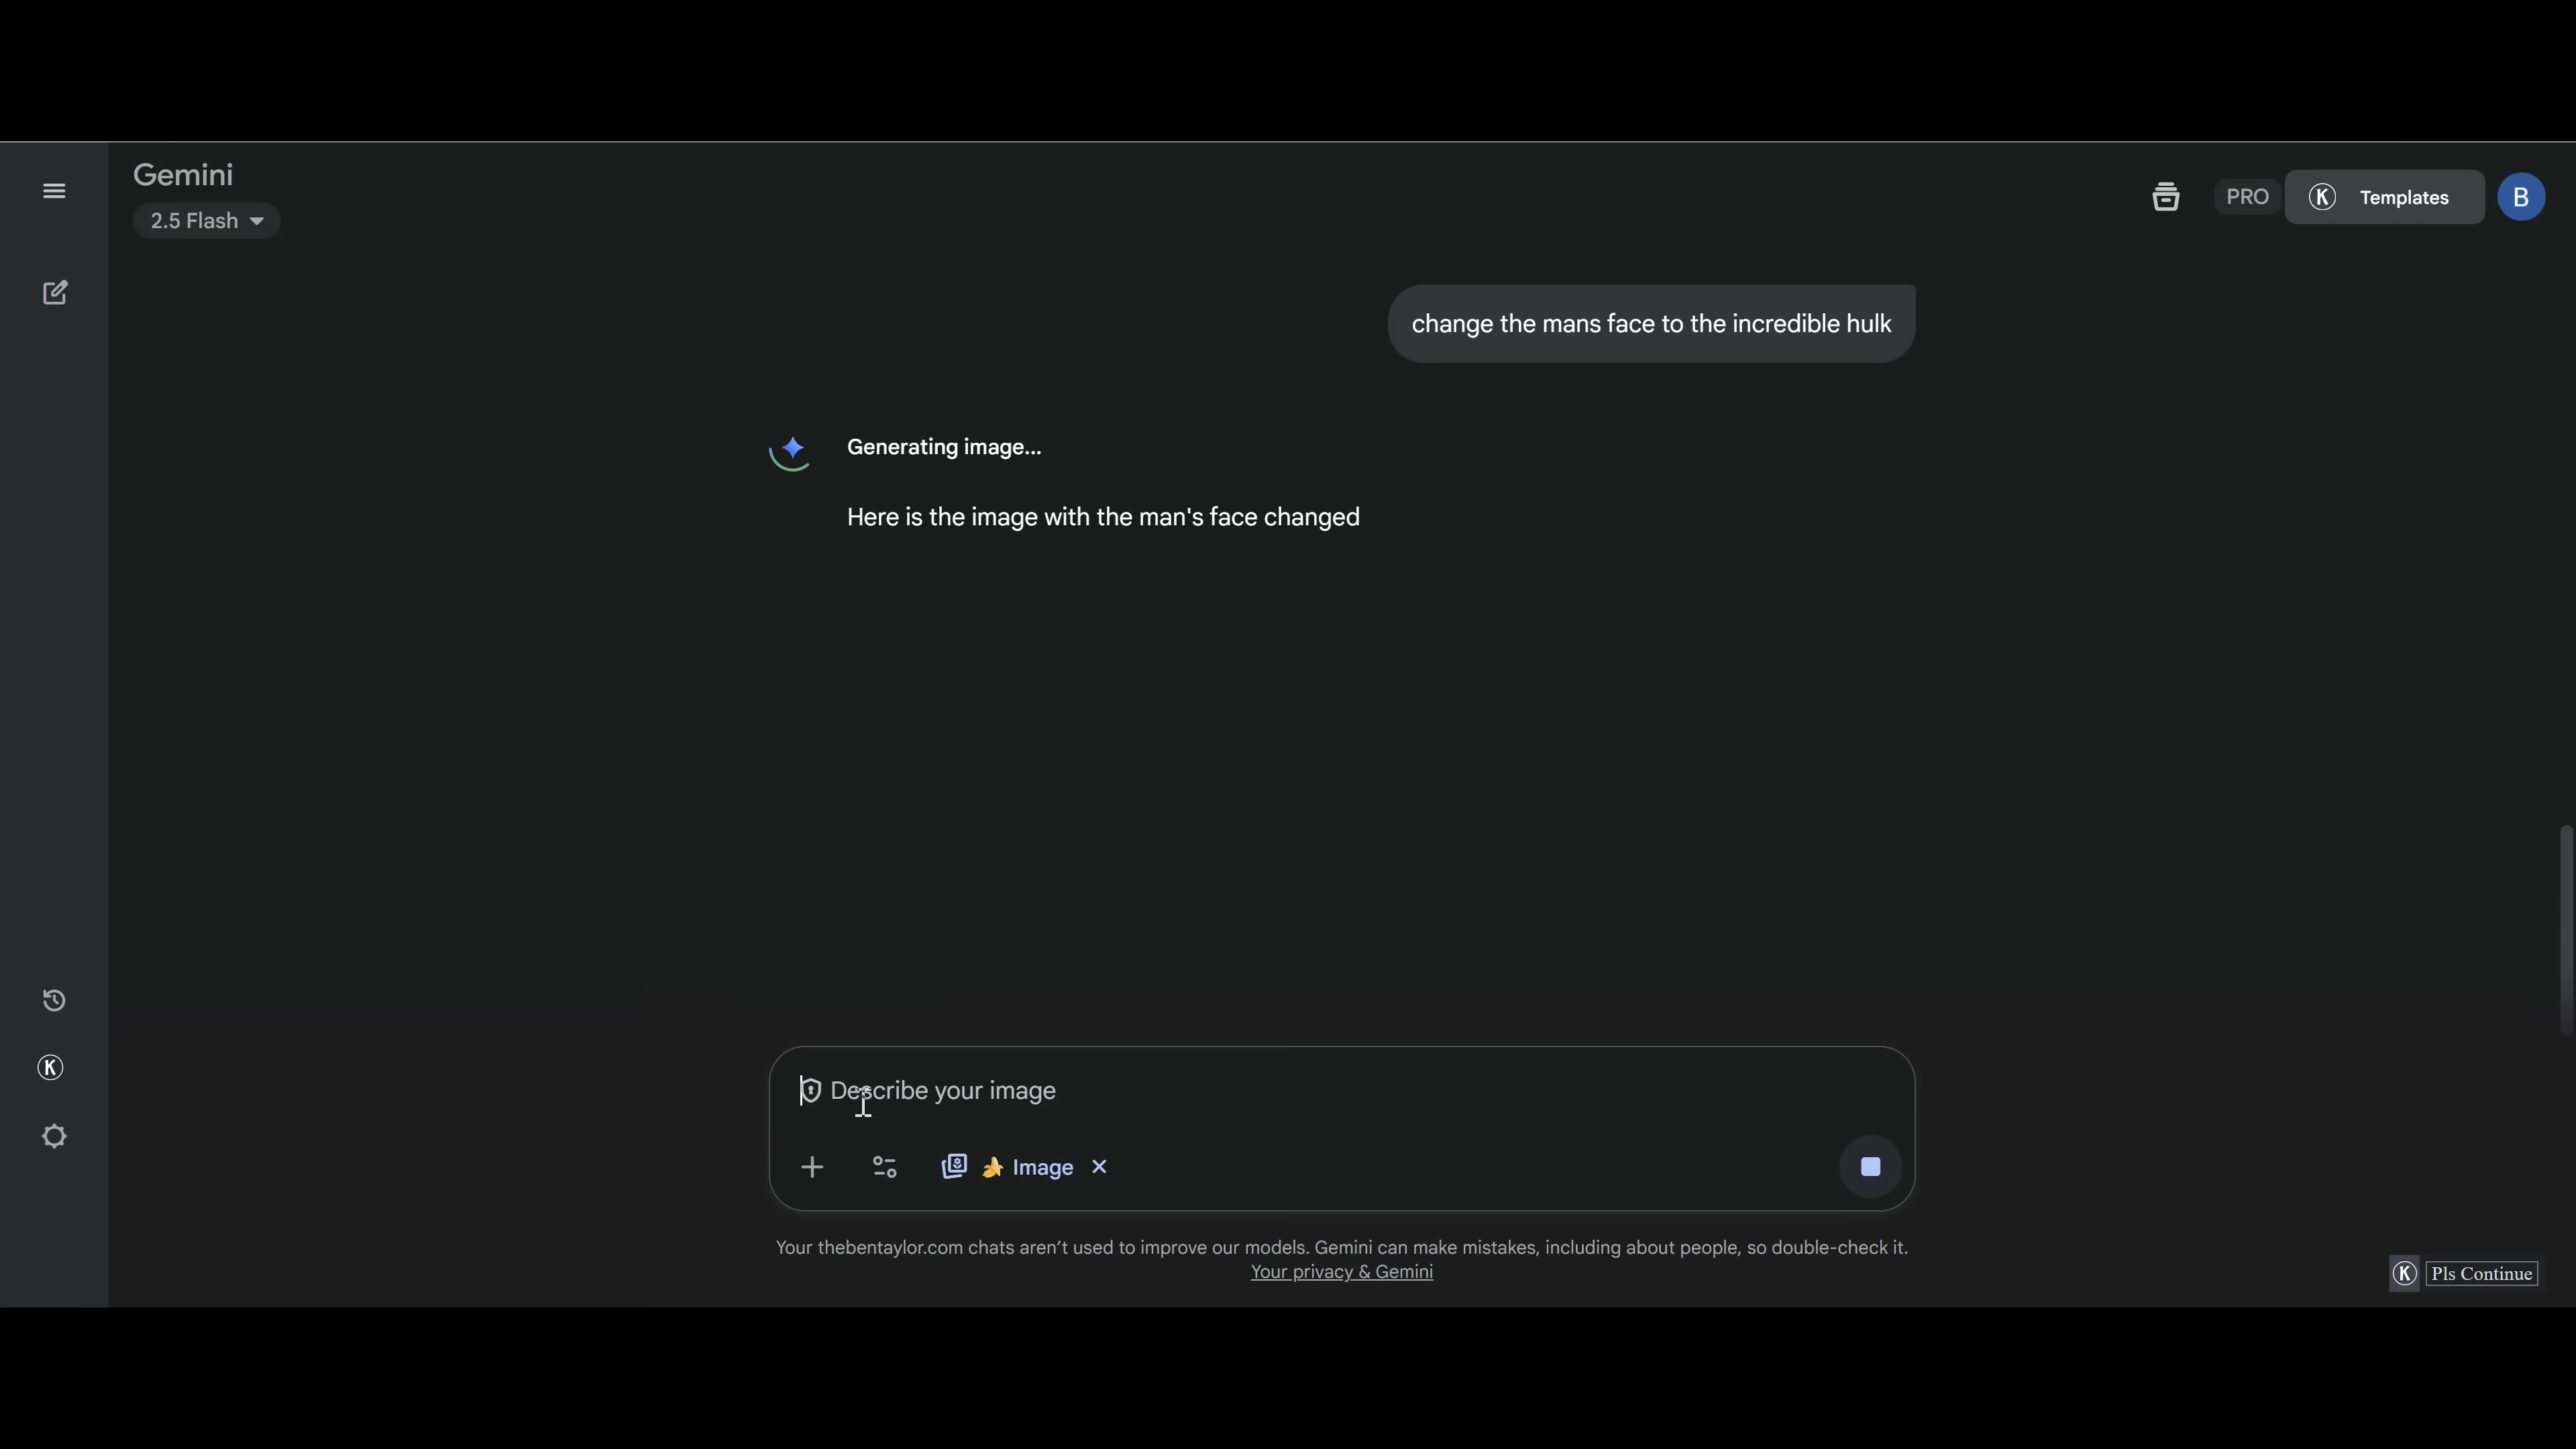 Gemini
2.5 Flash
PRO
K Templates
B
change the mans face to the incredible hulk
Generating image...
Here is the image with the man's face changed
K
Describe your image
Image
Your thebentaylor.com chats aren't used to improve our models. Gemini can make mistakes, including about people, so double-check it.
Your privacy & Gemini
K Pls Continue